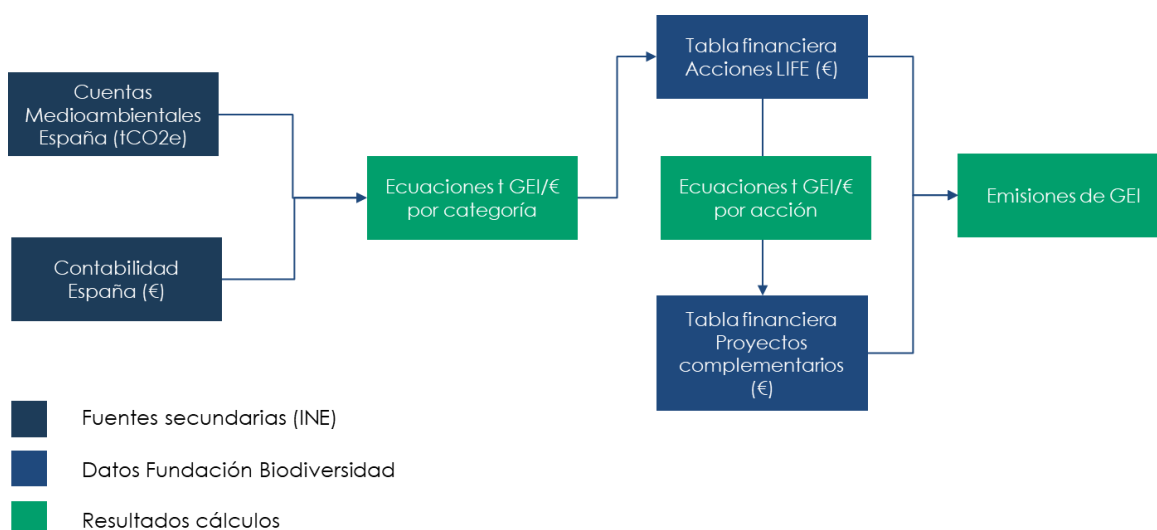 Cuentas
Medioambientales
España (tCO2e)
Contabilidad
España (€)
Ecuaciones t GEI/€
por categoría
Tabla financiera
Acciones LIFE (€)
Ecuaciones t GEI/€
por acción
Tabla financiera
Proyectos
complementarios
(€)
Emisiones de GEI
Fuentes secundarias (INE)
Datos Fundación Biodiversidad
Resultados cálculos